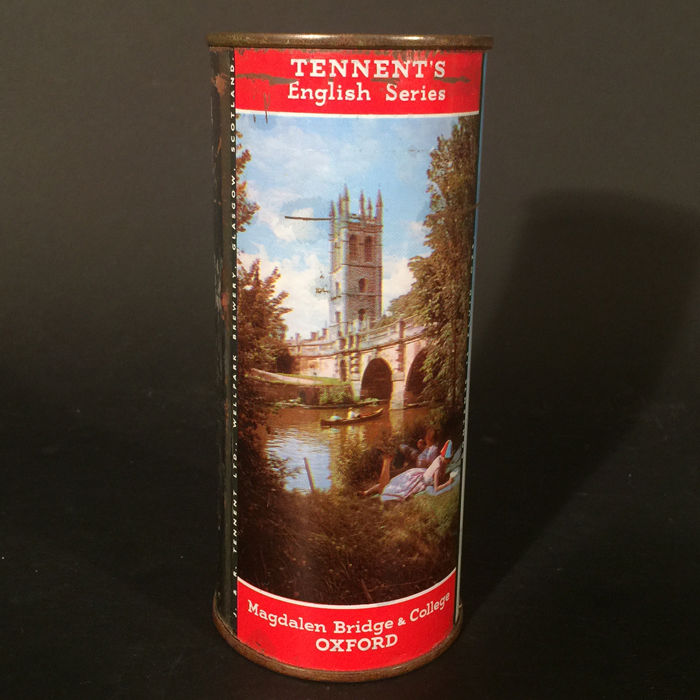 TENNENT'S
English Series
J. & R. TENNENT LTD., WELLPARK BREWERY, GLASGOW, SCOTLAND.
Magdalen Bridge & College
OXFORD